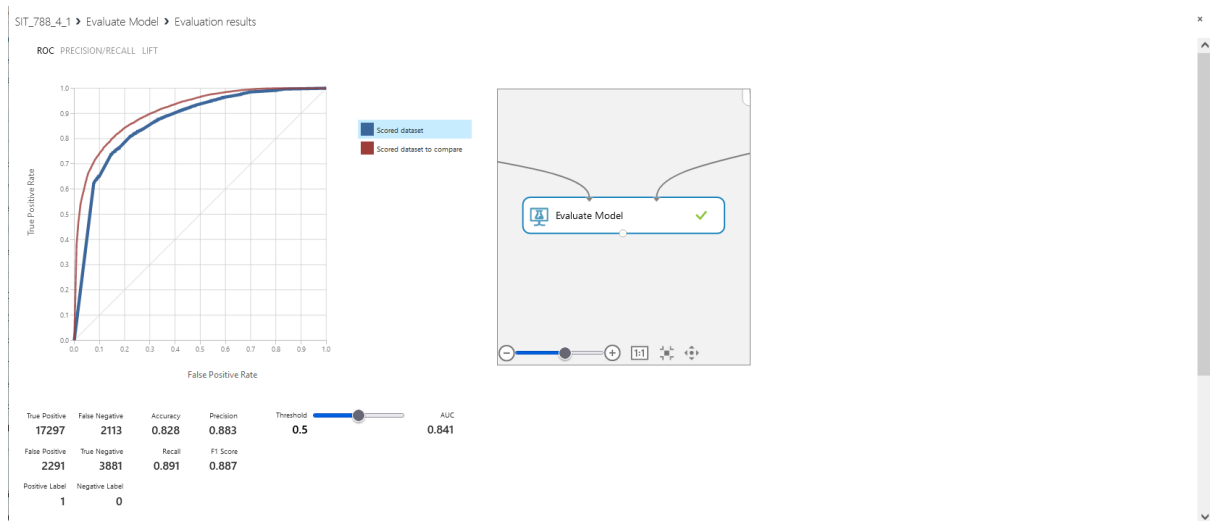 SIT_788_4_1 > Evaluate Model > Evaluation results
ROC PRECISION/RECALL LIFT
True Positive Rate
1.0
0.9
0.8
0.7
0.6
0.5
0.4
0.3
0.2
0.1
0.0
0.0 0.1 0.2 0.3 0.4 0.5 0.6 0.7 0.8 0.9 1.0
False Positive Rate
Scored dataset
Scored dataset to compare
Evaluate Model
1:1
True Positive False Negative Accuracy Precision Threshold AUC
17297 2113 0.828 0.883 0.5 0.841
False Positive True Negative Recall F1 Score
2291 3881 0.891 0.887
Positive Label Negative Label
1 0